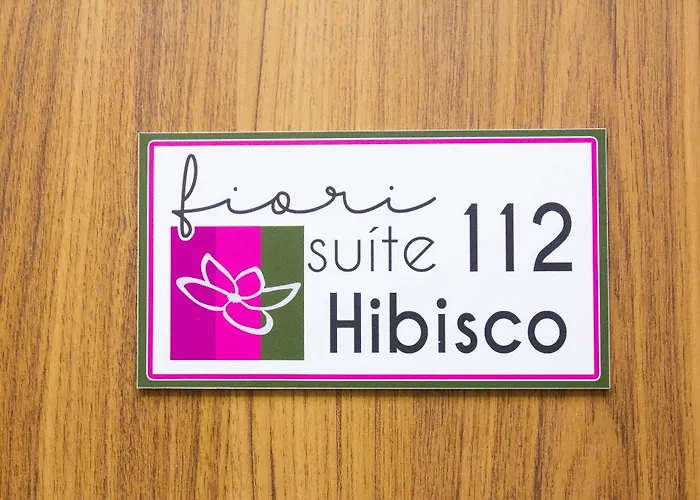 fiori
suíte 112
Hibisco